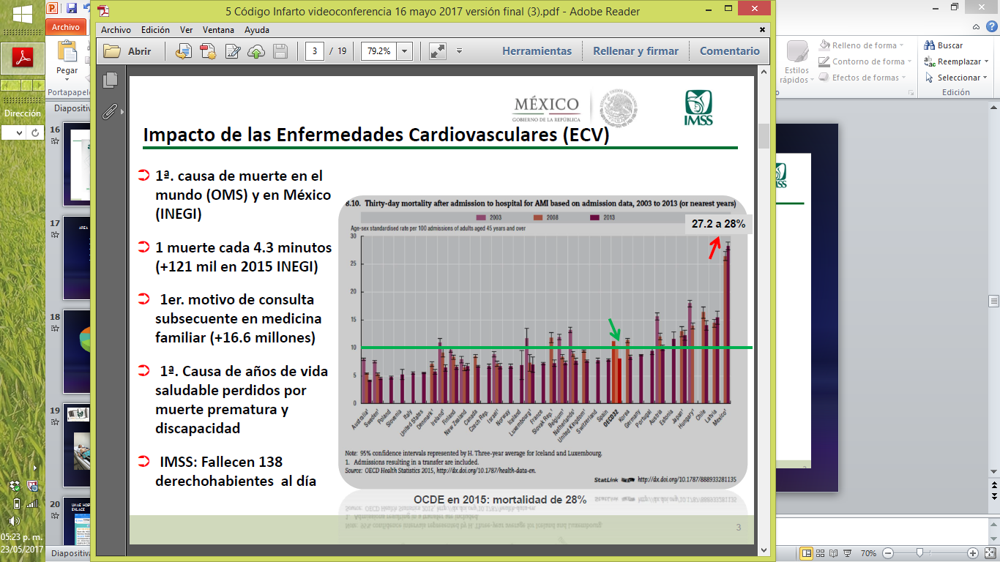 5 Código Infarto videoconferencia 16 mayo 2017 versión final (3).pdf - Adobe Reader
Archivo Edición Ver Ventana Ayuda
Abrir 3 / 19 79.2% Herramientas Rellenar y firmar Comentario
Archivo
Pegar
Portapapele
Dirección
Diapositiv
16
17
AREA
18
19
20
UMAE HOSP
ENLACE
Diapositiva
05:23 p. m.
23/05/2017
MÉXICO
GOBIERNO DE LA REPÚBLICA
IMSS
Impacto de las Enfermedades Cardiovasculares (ECV)
1ª. causa de muerte en el
mundo (OMS) y en México
(INEGI)
1 muerte cada 4.3 minutos
(+121 mil en 2015 INEGI)
1er. motivo de consulta
subsecuente en medicina
familiar (+16.6 millones)
1ª. Causa de años de vida
saludable perdidos por
muerte prematura y
discapacidad
IMSS: Fallecen 138
derechohabientes al día
8.10. Thirty-day mortality after admission to hospital for AMI based on admission data, 2003 to 2013 (or nearest years)
2003 2008 2013
27.2 a 28%
Age-sex standardised rate per 100 admissions of adults aged 45 years and over
30
25
20
15
10
5
0
Australia¹
Sweden¹
Poland
Slovenia
Italy
United States
Denmark¹
Ireland¹
Finland
New Zealand
Canada
Czech Rep.
Israel¹
Norway
Iceland
Luxembourg¹
France
Slovak Rep.¹
Belgium¹
Netherlands¹
United Kingdom¹
Switzerland
Spain
OECD32
Korea
Germany
Portugal
Austria
Estonia
Japan¹
Hungary¹
Chile
Latvia
Mexico¹
Note: 95% confidence intervals represented by H. Three-year average for Iceland and Luxembourg.
1. Admissions resulting in a transfer are included.
Source: OECD Health Statistics 2015, http://dx.doi.org/10.1787/health-data-en.
StatLink http://dx.doi.org/10.1787/888933281135
OCDE en 2015: mortalidad de 28%
3
Estilos
rápidos
Relleno de forma
Contorno de forma
Efectos de formas
Buscar
Reemplazar
Seleccionar
Edición
70%